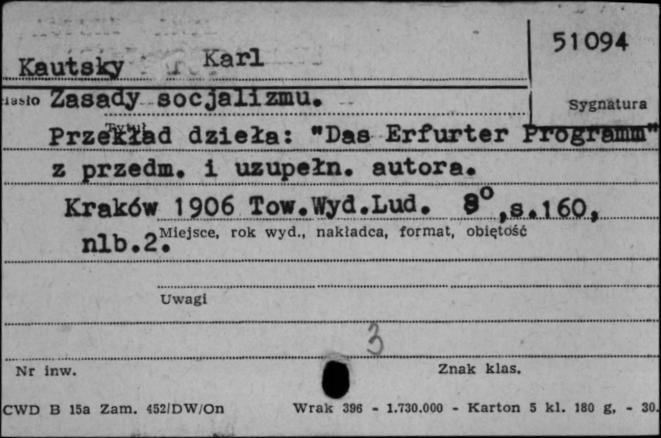 51094
Kautsky Karl
Hasło Zasady socjalizmu. Sygnatura
Tytuł
Przekład dzieła: "Das Erfurter Programm"
z przedm. i uzupełn. autora.
Kraków 1906 Tow.Wyd.Lud. 8°,s.160,
nlb.2. Miejsce, rok wyd., nakładca, format, objętość
Uwagi
3
Nr inw. Znak klas.
CWD B 15a Zam. 452/DW/On Wrak 396 - 1.730.000 - Karton 5 kl. 180 g, - 30.